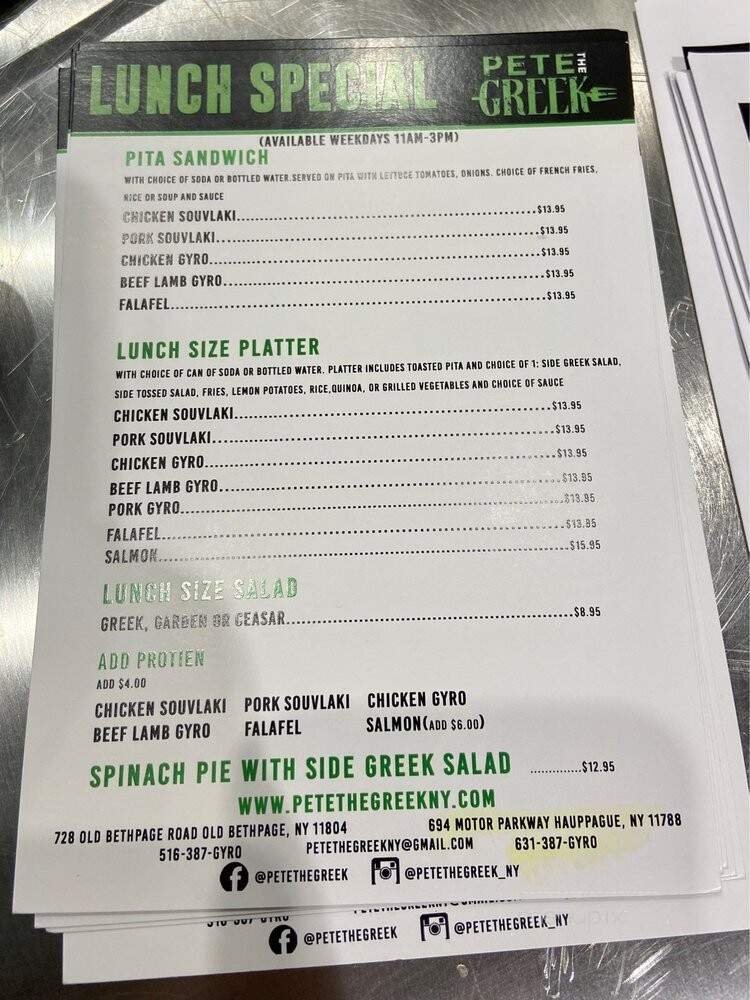 LUNCH SPECIAL
PETE THE GREEK
(AVAILABLE WEEKDAYS 11AM-3PM)
PITA SANDWICH
WITH CHOICE OF SODA OR BOTTLED WATER.SERVED ON PITA WITH LETTUCE TOMATOES, ONIONS. CHOICE OF FRENCH FRIES,
RICE OR SOUP AND SAUCE
CHICKEN SOUVLAKI...$13.95
PORK SOUVLAKI...$13.95
CHICKEN GYRO...$13.95
BEEF LAMB GYRO...$13.95
FALAFEL...$13.95
LUNCH SIZE PLATTER
WITH CHOICE OF CAN OF SODA OR BOTTLED WATER. PLATTER INCLUDES TOASTED PITA AND CHOICE OF 1: SIDE GREEK SALAD,
SIDE TOSSED SALAD, FRIES, LEMON POTATOES, RICE,QUINOA, OR GRILLED VEGETABLES AND CHOICE OF SAUCE
CHICKEN SOUVLAKI...$13.95
PORK SOUVLAKI...$13.95
CHICKEN GYRO...$13.95
BEEF LAMB GYRO...$13.95
PORK GYRO...$13.95
FALAFEL...$13.95
SALMON...$15.95
LUNCH SIZE SALAD
GREEK, GARDEN OR CEASAR...$8.95
ADD PROTIEN
ADD $4.00
CHICKEN SOUVLAKI PORK SOUVLAKI CHICKEN GYRO
BEEF LAMB GYRO FALAFEL SALMON(ADD $6.00)
SPINACH PIE WITH SIDE GREEK SALAD ...$12.95
WWW.PETETHEGREEKNY.COM
728 OLD BETHPAGE ROAD OLD BETHPAGE, NY 11804 694 MOTOR PARKWAY HAUPPAGUE, NY 11788
516-387-GYRO PETETHEGREEKNY@GMAIL.COM 631-387-GYRO
@PETETHEGREEK @PETETHEGREEK_NY
@PETETHEGREEK @PETETHEGREEK_NY